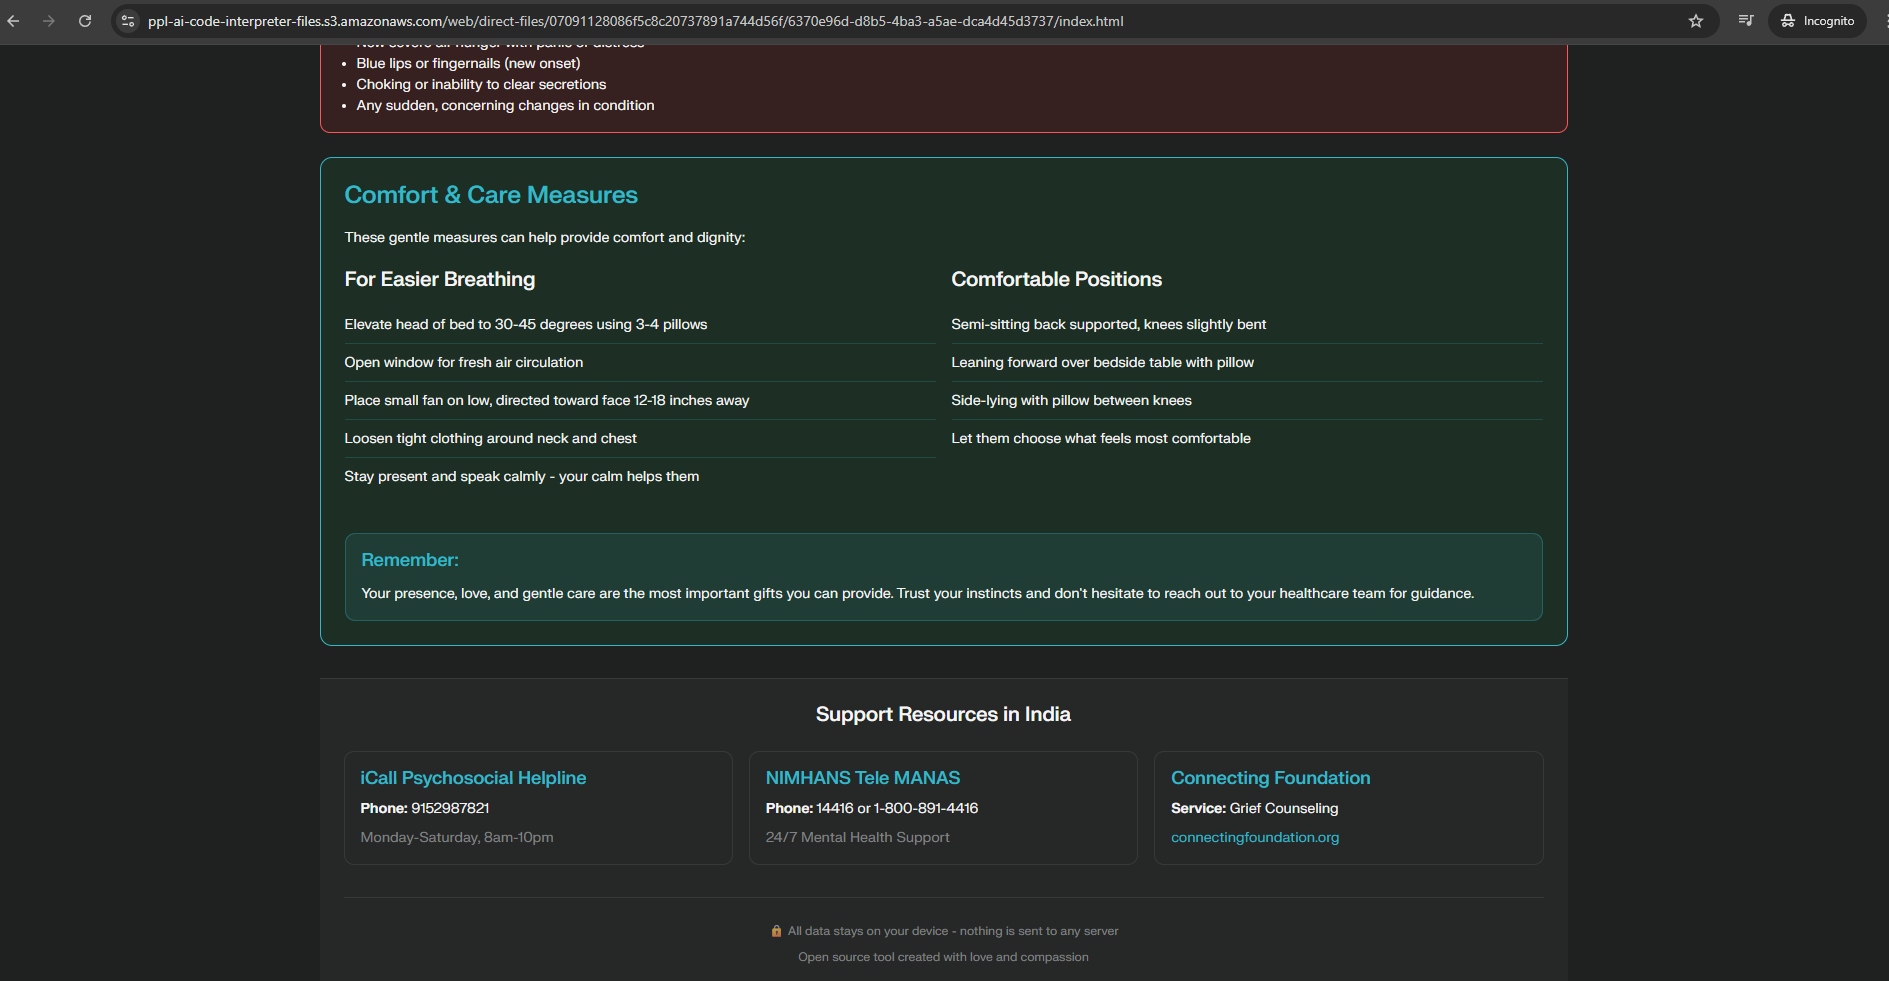 ppl-ai-code-interpreter-files.s3.amazonaws.com/web/direct-files/07091128086f5c8c20737891a744d56f/6370e96d-d8b5-4ba3-a5ae-dca4d45d3737/index.html
Incognito
New severe air hunger with panic or distress
Blue lips or fingernails (new onset)
Choking or inability to clear secretions
Any sudden, concerning changes in condition
Comfort & Care Measures
These gentle measures can help provide comfort and dignity:
For Easier Breathing
Elevate head of bed to 30-45 degrees using 3-4 pillows
Open window for fresh air circulation
Place small fan on low, directed toward face 12-18 inches away
Loosen tight clothing around neck and chest
Stay present and speak calmly - your calm helps them
Comfortable Positions
Semi-sitting back supported, knees slightly bent
Leaning forward over bedside table with pillow
Side-lying with pillow between knees
Let them choose what feels most comfortable
Remember:
Your presence, love, and gentle care are the most important gifts you can provide. Trust your instincts and don't hesitate to reach out to your healthcare team for guidance.
Support Resources in India
iCall Psychosocial Helpline
Phone: 9152987821
Monday-Saturday, 8am-10pm
NIMHANS Tele MANAS
Phone: 14416 or 1-800-891-4416
24/7 Mental Health Support
Connecting Foundation
Service: Grief Counseling
connectingfoundation.org
🔒 All data stays on your device - nothing is sent to any server
Open source tool created with love and compassion